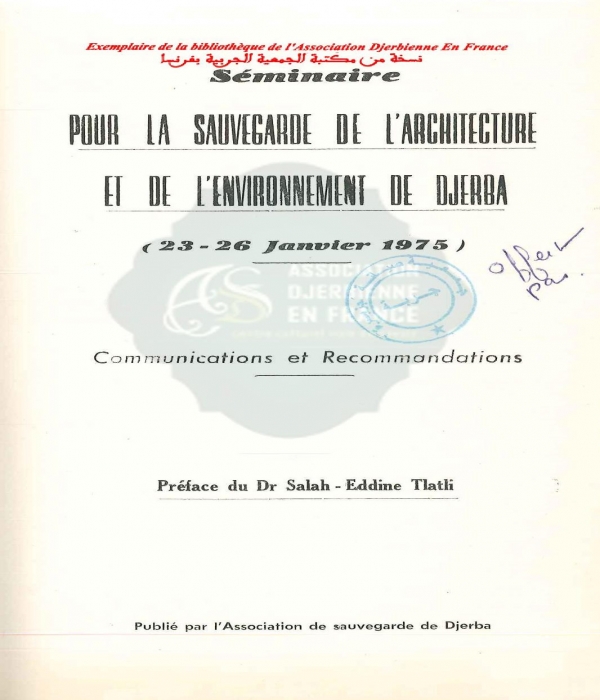 Exemplaire de la bibliothèque de l'Association Djerbienne En France
نسخة من مكتبة الجمعية الجربية بفرنسا
Séminaire
POUR LA SAUVEGARDE DE L'ARCHITECTURE
ET DE L'ENVIRONNEMENT DE DJERBA
( 23 - 26 Janvier 1975 )
ASSOCIATION
DJERBIENNE
EN FRANCE
جربة
Communications et Recommandations
Préface du Dr Salah - Eddine Tlatli
Publié par l'Association de sauvegarde de Djerba